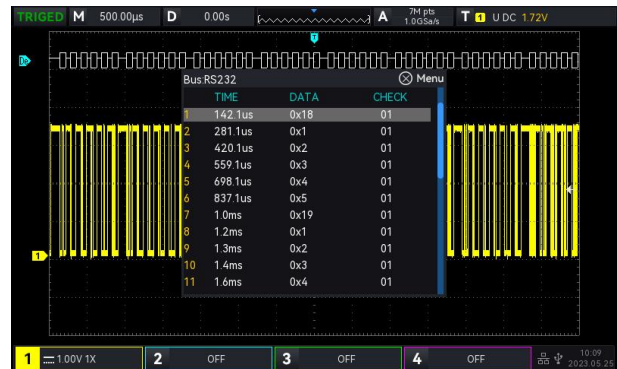 TRIGED M 500.00μs D 0.00s A 7M pts 1.0GSa/s T 1 U DC 1.72V
T
Bus:RS232 Menu
TIME DATA CHECK
1 142.1us 0x18 01
2 281.1us 0x1 01
3 420.1us 0x2 01
4 559.1us 0x3 01
5 698.1us 0x4 01
6 837.1us 0x5 01
7 1.0ms 0x19 01
8 1.2ms 0x1 01
9 1.3ms 0x2 01
10 1.4ms 0x3 01
11 1.6ms 0x4 01
1
1 1.00V 1X 2 OFF 3 OFF 4 OFF 10:09
2023.05.25